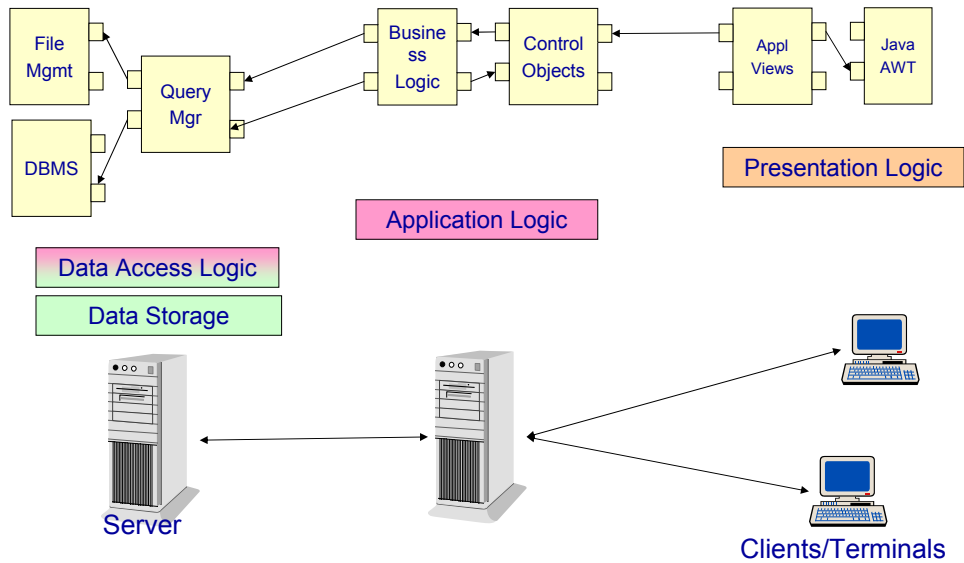 File
Mgmt
DBMS
Query
Mgr
Busine
ss
Logic
Control
Objects
Appl
Views
Java
AWT
Presentation Logic
Application Logic
Data Access Logic
Data Storage
Server
Clients/Terminals